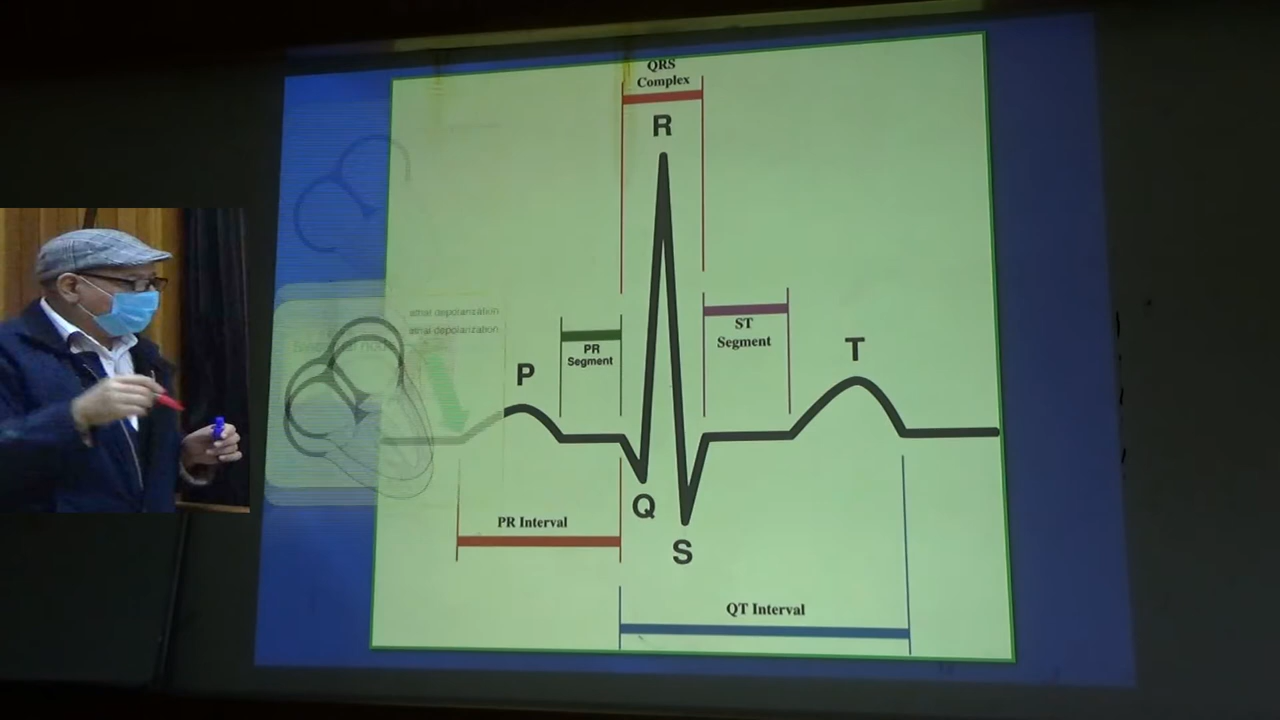 QRS
Complex
R
atrial depolarization
atrial depolarization
PR
Segment
ST
Segment
P
T
Q
S
PR Interval
QT Interval